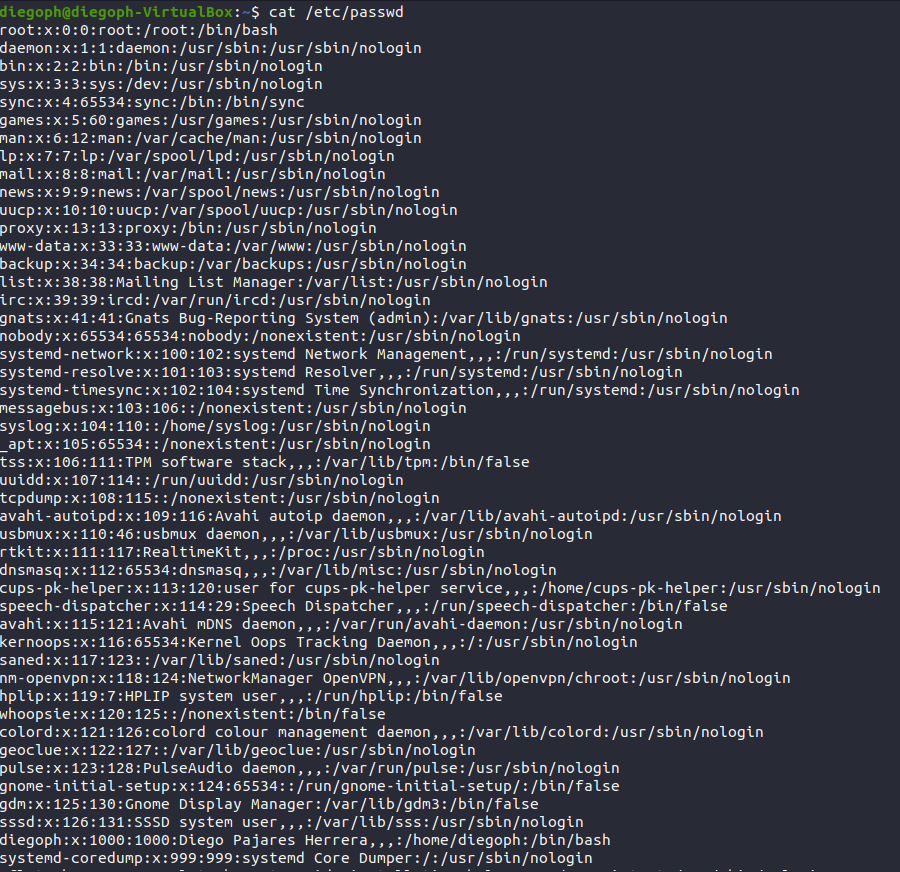 diegoph@diegoph-VirtualBox:~$ cat /etc/passwd
root:x:0:0:root:/root:/bin/bash
daemon:x:1:1:daemon:/usr/sbin:/usr/sbin/nologin
bin:x:2:2:bin:/bin:/usr/sbin/nologin
sys:x:3:3:sys:/dev:/usr/sbin/nologin
sync:x:4:65534:sync:/bin:/bin/sync
games:x:5:60:games:/usr/games:/usr/sbin/nologin
man:x:6:12:man:/var/cache/man:/usr/sbin/nologin
lp:x:7:7:lp:/var/spool/lpd:/usr/sbin/nologin
mail:x:8:8:mail:/var/mail:/usr/sbin/nologin
news:x:9:9:news:/var/spool/news:/usr/sbin/nologin
uucp:x:10:10:uucp:/var/spool/uucp:/usr/sbin/nologin
proxy:x:13:13:proxy:/bin:/usr/sbin/nologin
www-data:x:33:33:www-data:/var/www:/usr/sbin/nologin
backup:x:34:34:backup:/var/backups:/usr/sbin/nologin
list:x:38:38:Mailing List Manager:/var/list:/usr/sbin/nologin
irc:x:39:39:ircd:/var/run/ircd:/usr/sbin/nologin
gnats:x:41:41:Gnats Bug-Reporting System (admin):/var/lib/gnats:/usr/sbin/nologin
nobody:x:65534:65534:nobody:/nonexistent:/usr/sbin/nologin
systemd-network:x:100:102:systemd Network Management,,,:/run/systemd:/usr/sbin/nologin
systemd-resolve:x:101:103:systemd Resolver,,,:/run/systemd:/usr/sbin/nologin
systemd-timesync:x:102:104:systemd Time Synchronization,,,:/run/systemd:/usr/sbin/nologin
messagebus:x:103:106::/nonexistent:/usr/sbin/nologin
syslog:x:104:110::/home/syslog:/usr/sbin/nologin
_apt:x:105:65534::/nonexistent:/usr/sbin/nologin
tss:x:106:111:TPM software stack,,,:/var/lib/tpm:/bin/false
uuidd:x:107:114::/run/uuidd:/usr/sbin/nologin
tcpdump:x:108:115::/nonexistent:/usr/sbin/nologin
avahi-autoipd:x:109:116:Avahi autoip daemon,,,:/var/lib/avahi-autoipd:/usr/sbin/nologin
usbmux:x:110:46:usbmux daemon,,,:/var/lib/usbmux:/usr/sbin/nologin
rtkit:x:111:117:RealtimeKit,,,:/proc:/usr/sbin/nologin
dnsmasq:x:112:65534:dnsmasq,,,:/var/lib/misc:/usr/sbin/nologin
cups-pk-helper:x:113:120:user for cups-pk-helper service,,,:/home/cups-pk-helper:/usr/sbin/nologin
speech-dispatcher:x:114:29:Speech Dispatcher,,,:/run/speech-dispatcher:/bin/false
avahi:x:115:121:Avahi mDNS daemon,,,:/var/run/avahi-daemon:/usr/sbin/nologin
kernoops:x:116:65534:Kernel Oops Tracking Daemon,,,:/:/usr/sbin/nologin
saned:x:117:123::/var/lib/saned:/usr/sbin/nologin
nm-openvpn:x:118:124:NetworkManager OpenVPN,,,:/var/lib/openvpn/chroot:/usr/sbin/nologin
hplip:x:119:7:HPLIP system user,,,:/run/hplip:/bin/false
whoopsie:x:120:125::/nonexistent:/bin/false
colord:x:121:126:colord colour management daemon,,,:/var/lib/colord:/usr/sbin/nologin
geoclue:x:122:127::/var/lib/geoclue:/usr/sbin/nologin
pulse:x:123:128:PulseAudio daemon,,,:/var/run/pulse:/usr/sbin/nologin
gnome-initial-setup:x:124:65534::/run/gnome-initial-setup/:/bin/false
gdm:x:125:130:Gnome Display Manager:/var/lib/gdm3:/bin/false
sssd:x:126:131:SSSD system user,,,:/var/lib/sss:/usr/sbin/nologin
diegoph:x:1000:1000:Diego Pajares Herrera,,,:/home/diegoph:/bin/bash
systemd-coredump:x:999:999:systemd Core Dumper:/:/usr/sbin/nologin